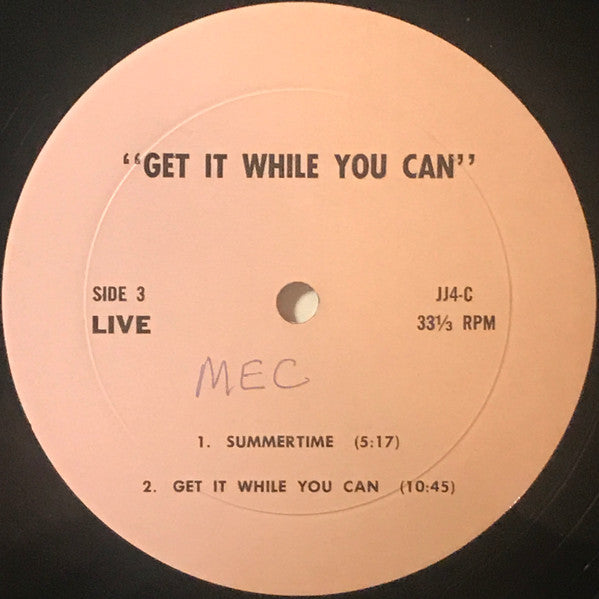 “GET IT WHILE YOU CAN”
SIDE 3
LIVE
JJ4-C
33⅓ RPM
MEC
1. SUMMERTIME (5:17)
2. GET IT WHILE YOU CAN (10:45)